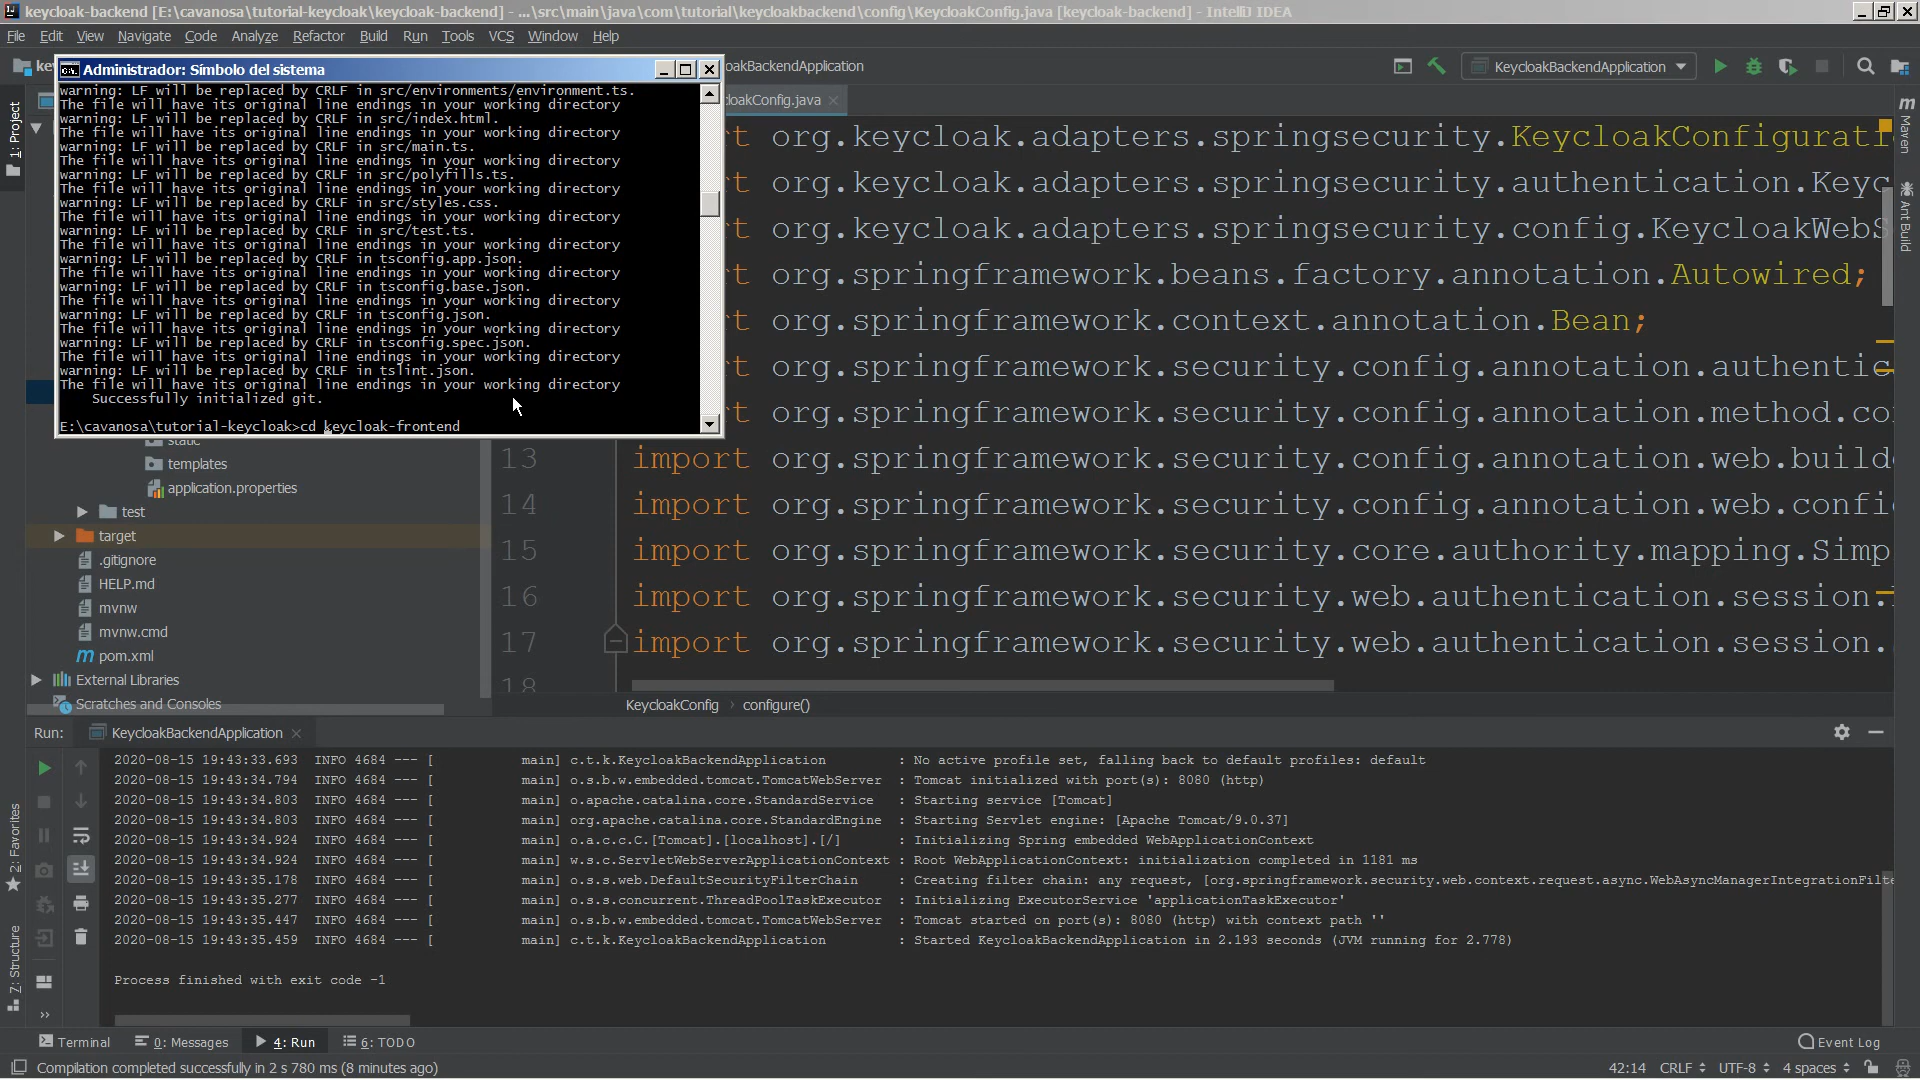 keycloak-backend [E:\cavanosa\tutorial-keycloak\keycloak-backend] - ...\src\main\java\com\tutorial\keycloakbackend\config\KeycloakConfig.java [keycloak-backend] - IntelliJ IDEA
File Edit View Navigate Code Analyze Refactor Build Run Tools VCS Window Help
oakBackendApplication
KeycloakBackendApplication
Administrador: Símbolo del sistema
loakConfig.java
warning: LF will be replaced by CRLF in src/environments/environment.ts.
The file will have its original line endings in your working directory
warning: LF will be replaced by CRLF in src/index.html.
The file will have its original line endings in your working directory
warning: LF will be replaced by CRLF in src/main.ts.
The file will have its original line endings in your working directory
warning: LF will be replaced by CRLF in src/polyfills.ts.
The file will have its original line endings in your working directory
warning: LF will be replaced by CRLF in src/styles.css.
The file will have its original line endings in your working directory
warning: LF will be replaced by CRLF in src/test.ts.
The file will have its original line endings in your working directory
warning: LF will be replaced by CRLF in tsconfig.app.json.
The file will have its original line endings in your working directory
warning: LF will be replaced by CRLF in tsconfig.base.json.
The file will have its original line endings in your working directory
warning: LF will be replaced by CRLF in tsconfig.json.
The file will have its original line endings in your working directory
warning: LF will be replaced by CRLF in tsconfig.spec.json.
The file will have its original line endings in your working directory
warning: LF will be replaced by CRLF in tslint.json.
The file will have its original line endings in your working directory
Successfully initialized git.
E:\cavanosa\tutorial-keycloak>cd keycloak-frontend
1: Project
static
templates
application.properties
test
target
.gitignore
HELP.md
mvnw
mvnw.cmd
pom.xml
External Libraries
Scratches and Consoles
rt org.keycloak.adapters.springsecurity.KeycloakConfigurati
rt org.keycloak.adapters.springsecurity.authentication.Keyc
rt org.keycloak.adapters.springsecurity.config.KeycloakWebS
rt org.springframework.beans.factory.annotation.Autowired;
rt org.springframework.context.annotation.Bean;
rt org.springframework.security.config.annotation.authentic
rt org.springframework.security.config.annotation.method.co
13 import org.springframework.security.config.annotation.web.build
14 import org.springframework.security.config.annotation.web.confi
15 import org.springframework.security.core.authority.mapping.Simp
16 import org.springframework.security.web.authentication.session.
17 import org.springframework.security.web.authentication.session.
18
KeycloakConfig › configure()
Maven
Ant Build
Run: KeycloakBackendApplication
2020-08-15 19:43:33.693 INFO 4684 --- [ main] c.t.k.KeycloakBackendApplication : No active profile set, falling back to default profiles: default
2020-08-15 19:43:34.794 INFO 4684 --- [ main] o.s.b.w.embedded.tomcat.TomcatWebServer : Tomcat initialized with port(s): 8080 (http)
2020-08-15 19:43:34.803 INFO 4684 --- [ main] o.apache.catalina.core.StandardService : Starting service [Tomcat]
2020-08-15 19:43:34.803 INFO 4684 --- [ main] org.apache.catalina.core.StandardEngine : Starting Servlet engine: [Apache Tomcat/9.0.37]
2020-08-15 19:43:34.924 INFO 4684 --- [ main] o.a.c.c.C.[Tomcat].[localhost].[/] : Initializing Spring embedded WebApplicationContext
2020-08-15 19:43:34.924 INFO 4684 --- [ main] w.s.c.ServletWebServerApplicationContext : Root WebApplicationContext: initialization completed in 1181 ms
2020-08-15 19:43:35.178 INFO 4684 --- [ main] o.s.s.web.DefaultSecurityFilterChain : Creating filter chain: any request, [org.springframework.security.web.context.request.async.WebAsyncManagerIntegrationFilte
2020-08-15 19:43:35.277 INFO 4684 --- [ main] o.s.s.concurrent.ThreadPoolTaskExecutor : Initializing ExecutorService 'applicationTaskExecutor'
2020-08-15 19:43:35.447 INFO 4684 --- [ main] o.s.b.w.embedded.tomcat.TomcatWebServer : Tomcat started on port(s): 8080 (http) with context path ''
2020-08-15 19:43:35.459 INFO 4684 --- [ main] c.t.k.KeycloakBackendApplication : Started KeycloakBackendApplication in 2.193 seconds (JVM running for 2.778)
Process finished with exit code -1
2: Favorites
7: Structure
Terminal 0: Messages 4: Run 6: TODO Event Log
Compilation completed successfully in 2 s 780 ms (8 minutes ago) 42:14 CRLF UTF-8 4 spaces